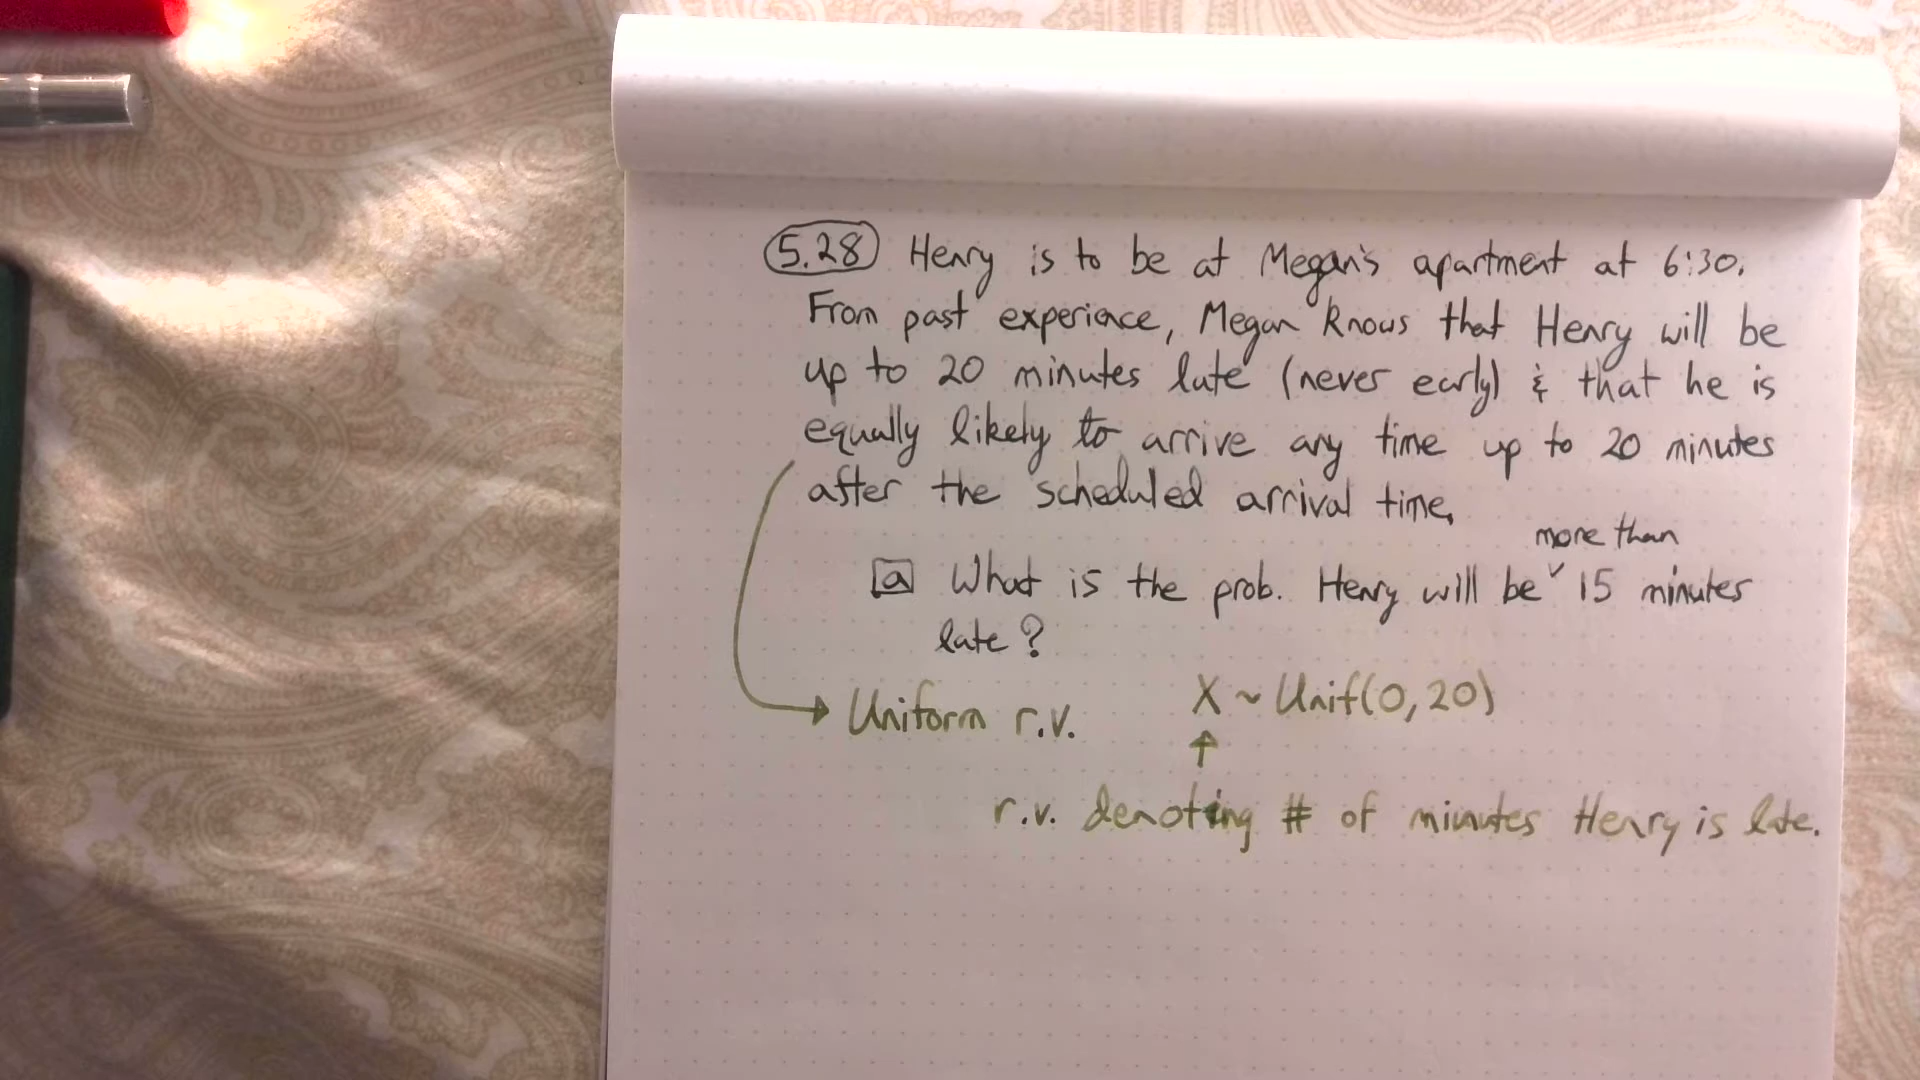 5.28 Henry is to be at Megan's apartment at 6:30.
From past experience, Megan knows that Henry will be
up to 20 minutes late (never early) & that he is
equally likely to arrive any time up to 20 minutes
after the scheduled arrival time.
more than
a What is the prob. Henry will be ˅ 15 minutes
late?
Uniform r.v. X ~ Unif(0,20)
↑
r.v. denoting # of minutes Henry is late.